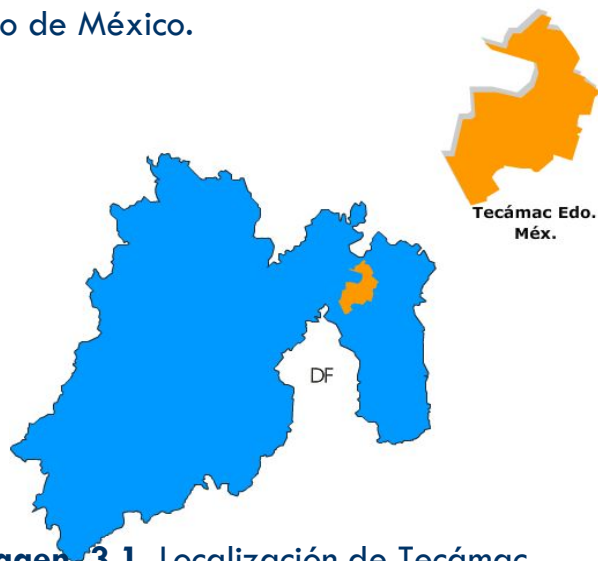 o de México.
Tecámac Edo.
Méx.
DF
3.1. Localización de Tecámac